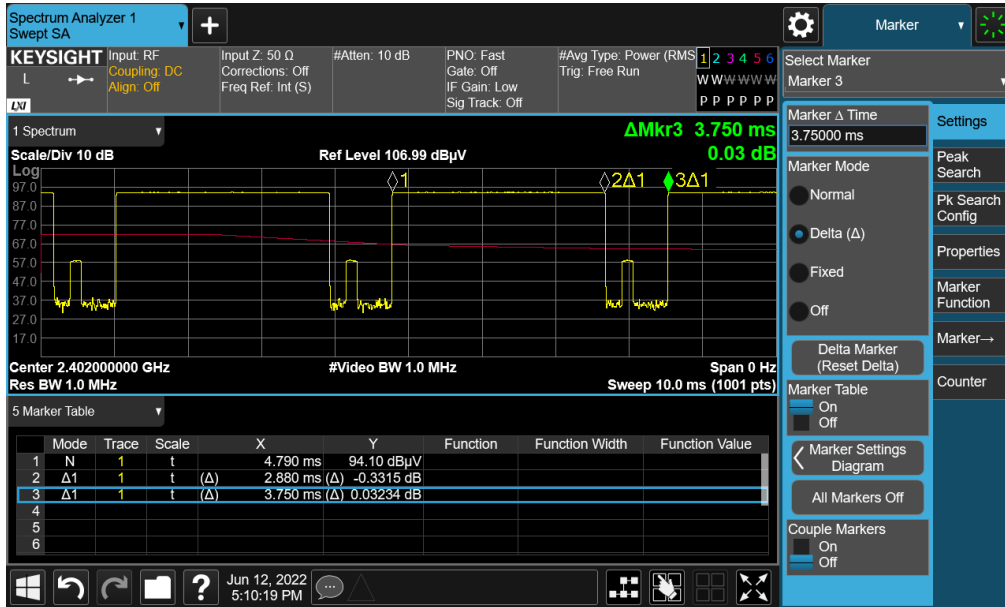 Spectrum Analyzer 1
Swept SA
+
Marker
KEYSIGHT
L
LXI
Input: RF
Coupling: DC
Align: Off
Input Z: 50 Ω
Corrections: Off
Freq Ref: Int (S)
#Atten: 10 dB
PNO: Fast
Gate: Off
IF Gain: Low
Sig Track: Off
#Avg Type: Power (RMS
Trig: Free Run
1 2 3 4 5 6
W W W W W W
P P P P P P
Select Marker
Marker 3
1 Spectrum
ΔMkr3 3.750 ms
0.03 dB
Scale/Div 10 dB
Ref Level 106.99 dBµV
Log
97.0
87.0
77.0
67.0
57.0
47.0
37.0
27.0
17.0
1
2Δ1
3Δ1
Center 2.402000000 GHz
#Video BW 1.0 MHz
Span 0 Hz
Res BW 1.0 MHz
Sweep 10.0 ms (1001 pts)
5 Marker Table
Mode Trace Scale X Y Function Function Width Function Value
1 N 1 t 4.790 ms 94.10 dBµV
2 Δ1 1 t (Δ) 2.880 ms (Δ) -0.3315 dB
3 Δ1 1 t (Δ) 3.750 ms (Δ) 0.03234 dB
4
5
6
Marker Δ Time
3.75000 ms
Marker Mode
Normal
Delta (Δ)
Fixed
Off
Delta Marker
(Reset Delta)
Marker Table
On
Off
Marker Settings
Diagram
All Markers Off
Couple Markers
On
Off
Settings
Peak
Search
Pk Search
Config
Properties
Marker
Function
Marker→
Counter
?
Jun 12, 2022
5:10:19 PM